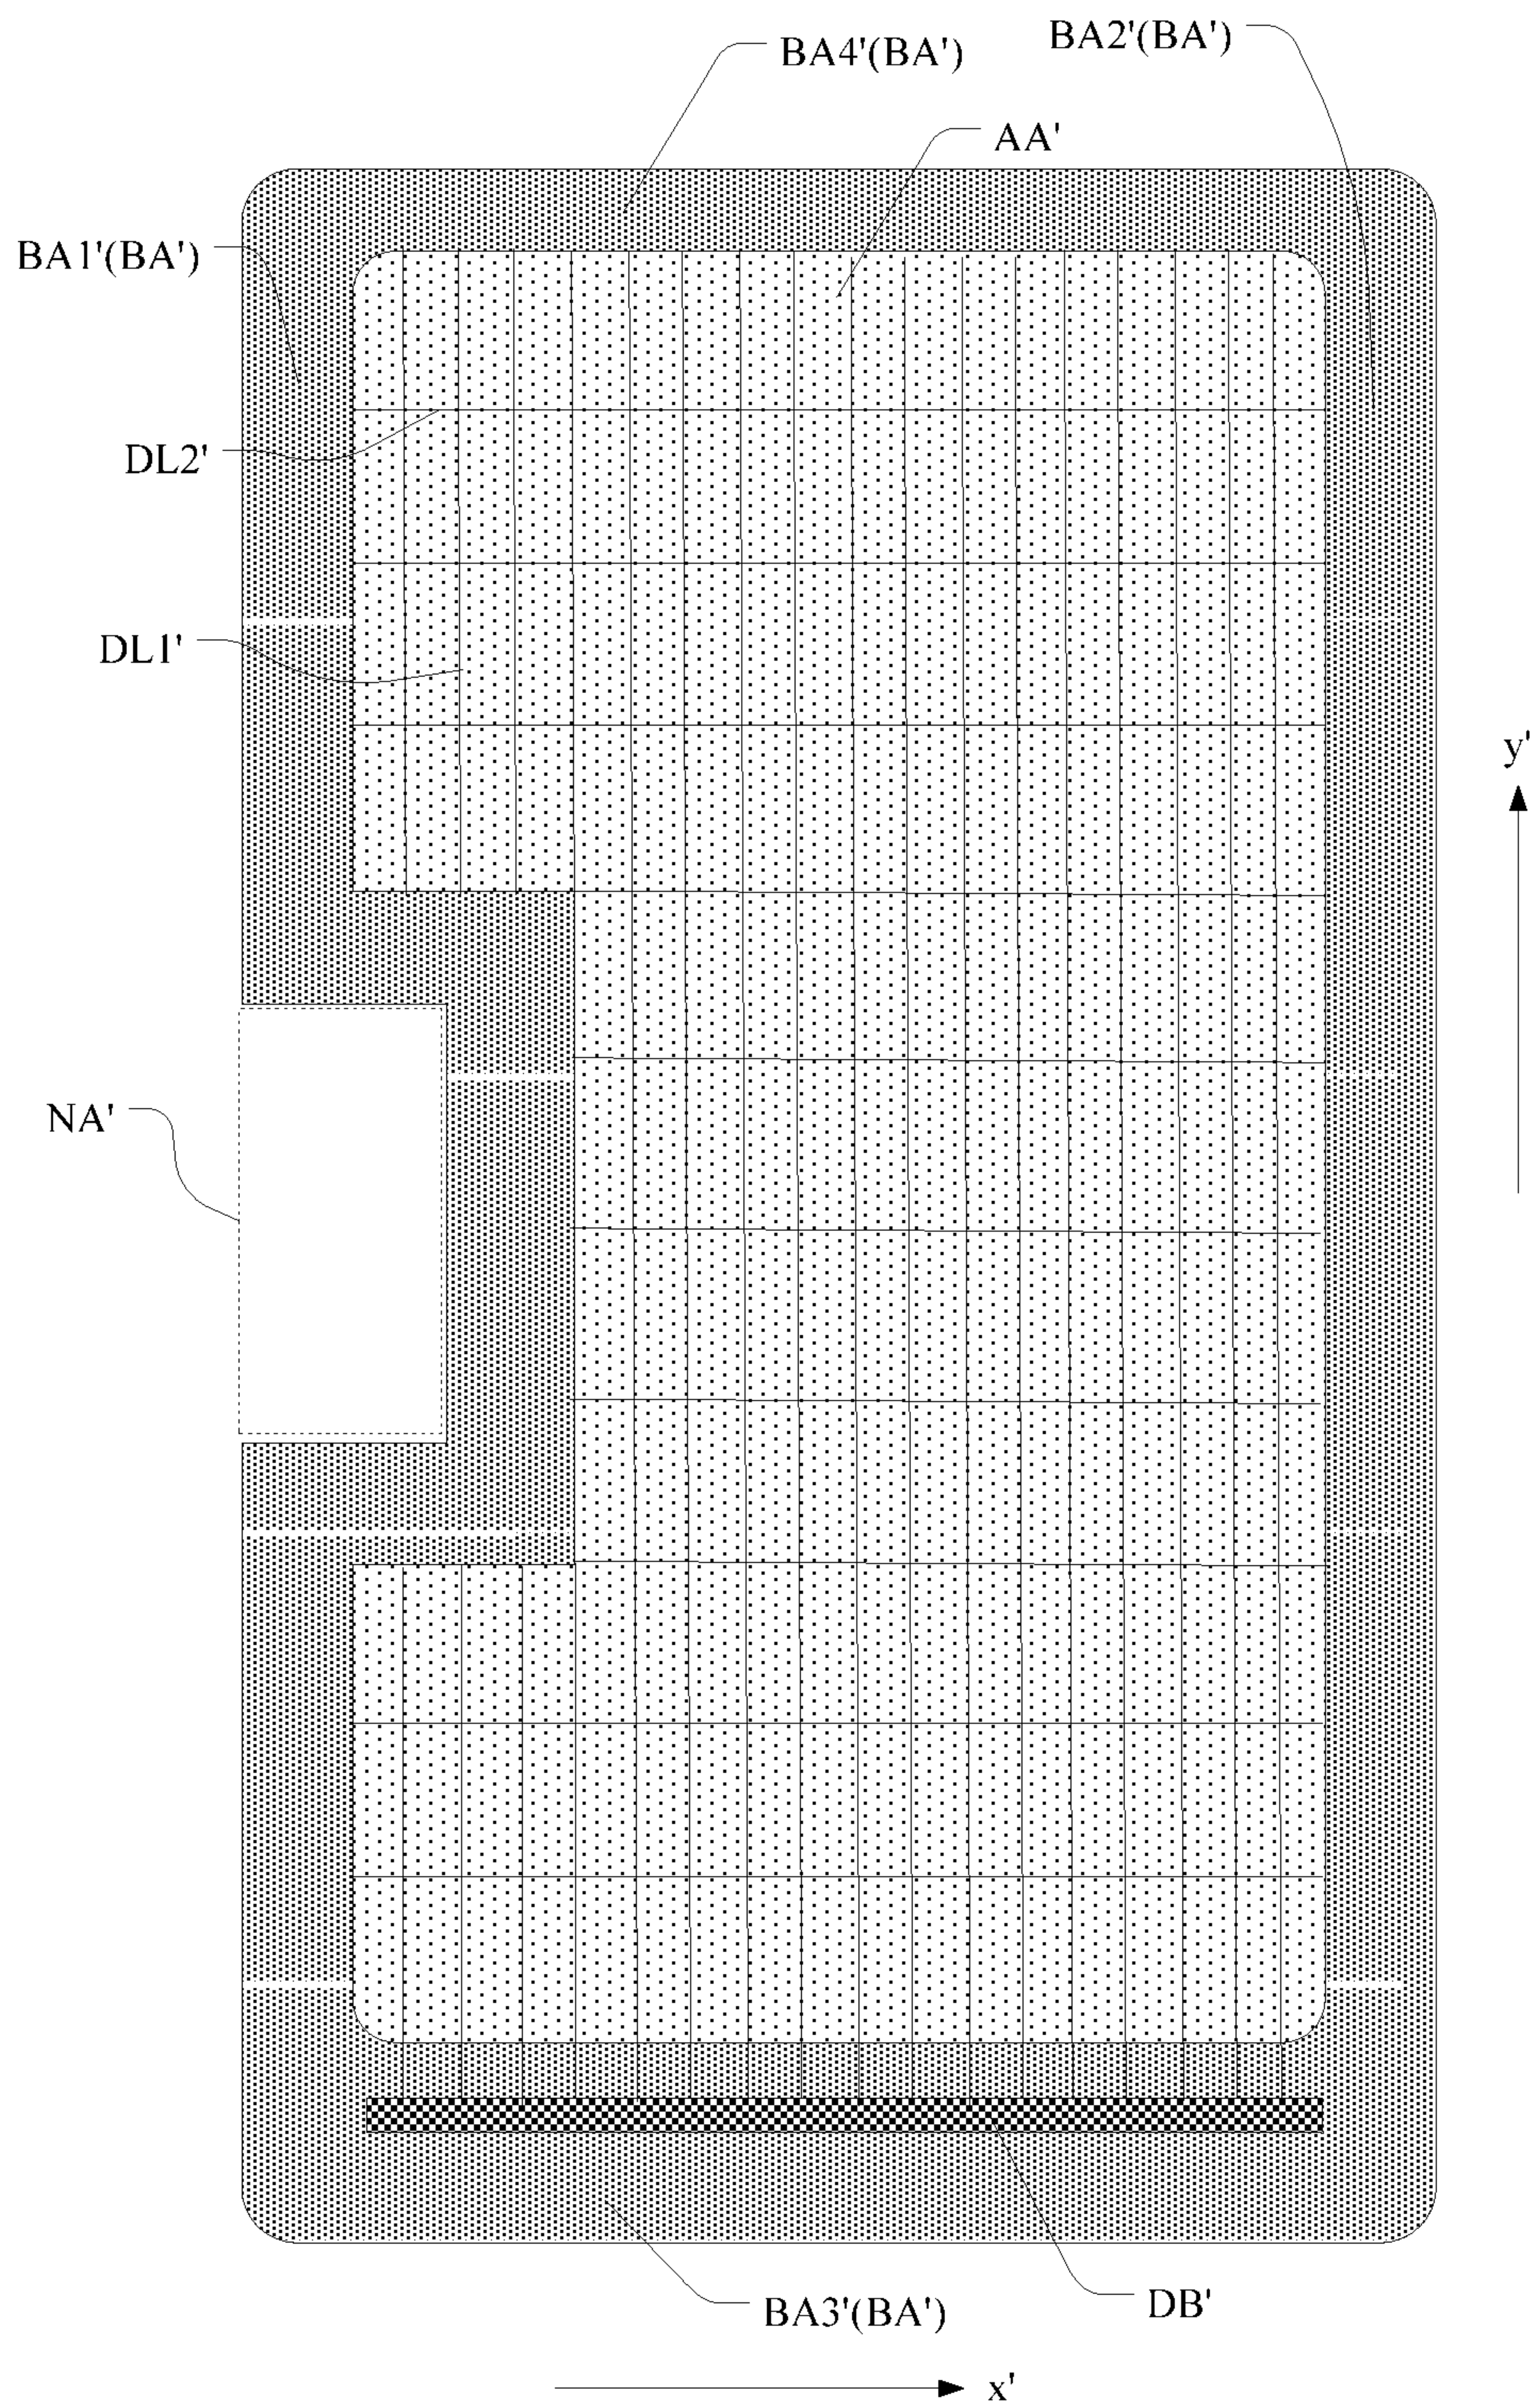 BA2'(BA')
BA4'(BA')
AA'
BA1'(BA')
DL2'
DL1'
y'
NA'
DB'
BA3'(BA')
x'